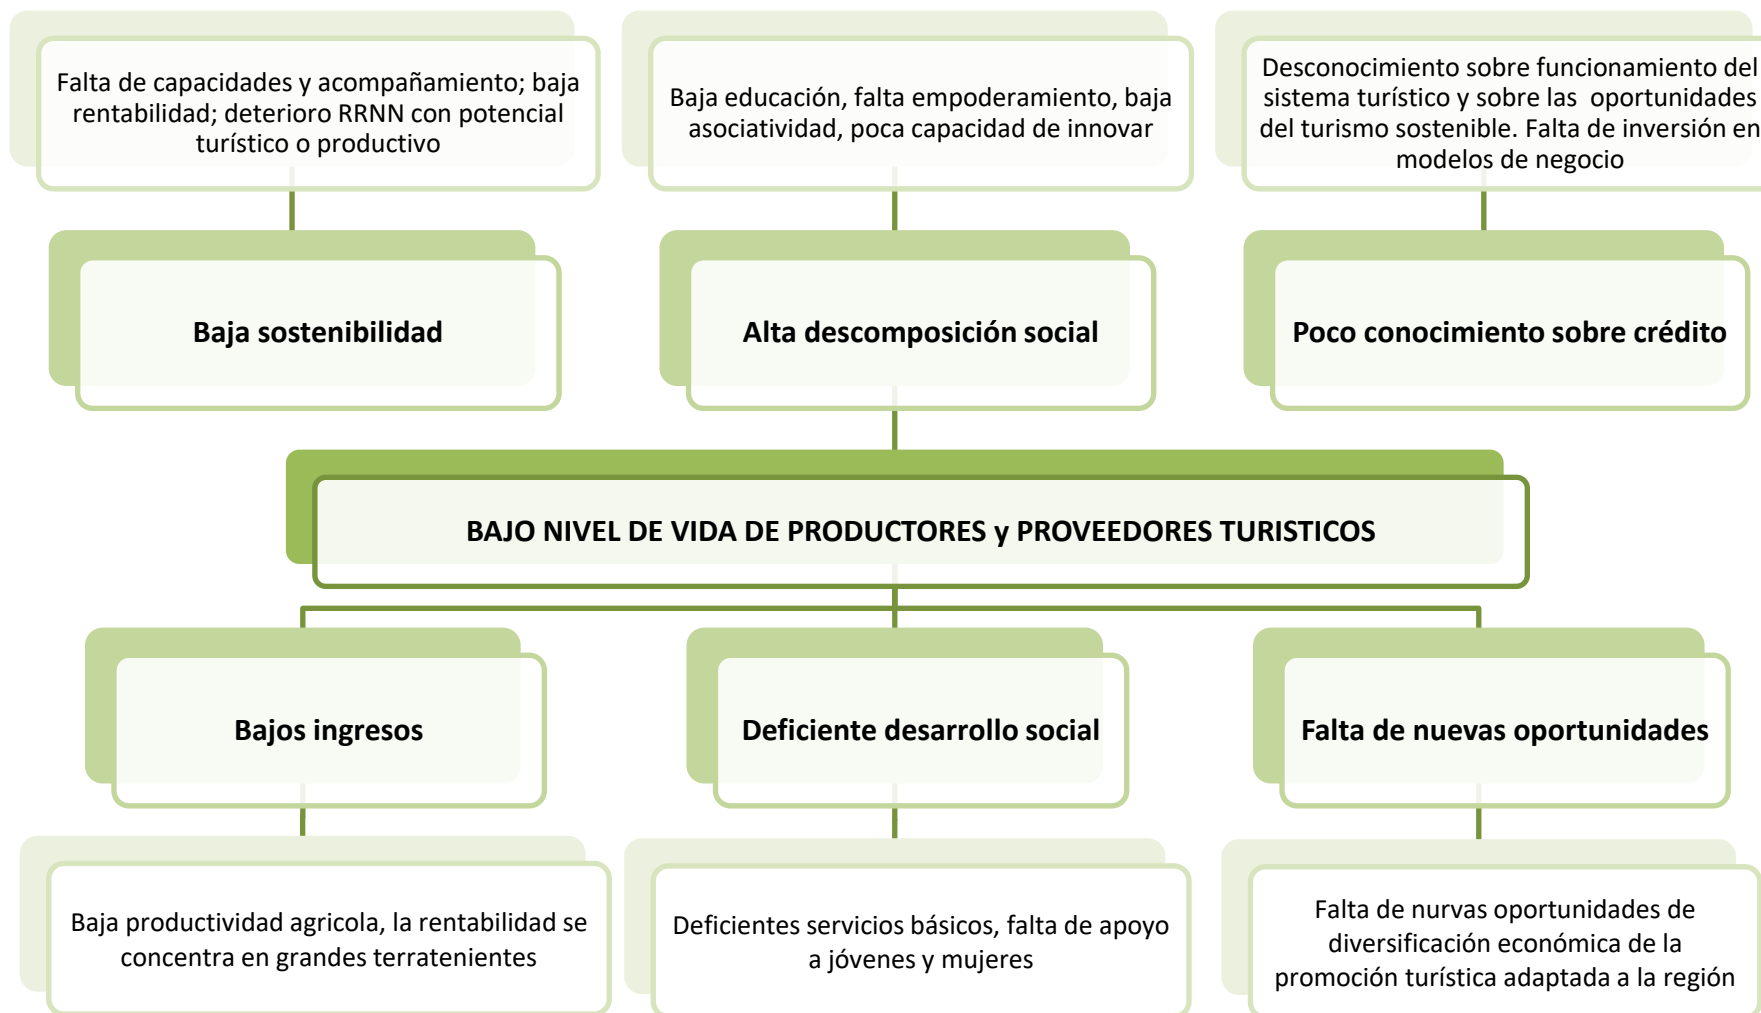 Falta de capacidades y acompañamiento; baja
rentabilidad; deterioro RRNN con potencial
turístico o productivo
Baja educación, falta empoderamiento, baja
asociatividad, poca capacidad de innovar
Desconocimiento sobre funcionamiento del
sistema turístico y sobre las oportunidades
del turismo sostenible. Falta de inversión en
modelos de negocio
Baja sostenibilidad
Alta descomposición social
Poco conocimiento sobre crédito
BAJO NIVEL DE VIDA DE PRODUCTORES y PROVEEDORES TURISTICOS
Bajos ingresos
Deficiente desarrollo social
Falta de nuevas oportunidades
Baja productividad agricola, la rentabilidad se
concentra en grandes terratenientes
Deficientes servicios básicos, falta de apoyo
a jóvenes y mujeres
Falta de nurvas oportunidades de
diversificación económica de la
promoción turística adaptada a la región